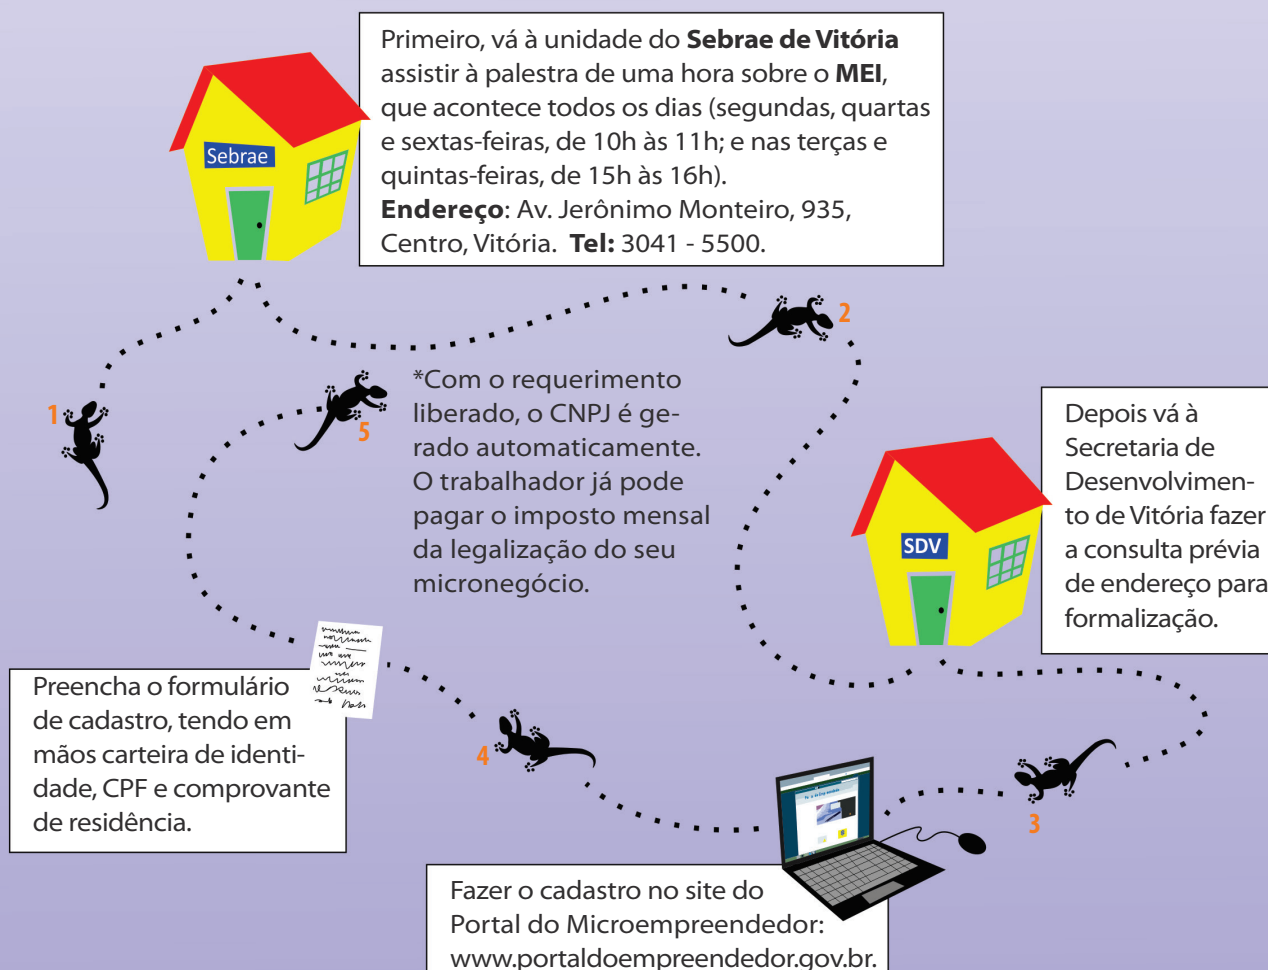 Primeiro, vá à unidade do Sebrae de Vitória
assistir à palestra de uma hora sobre o MEI,
que acontece todos os dias (segundas, quartas
e sextas-feiras, de 10h às 11h; e nas terças e
quintas-feiras, de 15h às 16h).
Endereço: Av. Jerônimo Monteiro, 935,
Centro, Vitória. Tel: 3041 - 5500.
Sebrae
1
2
5
*Com o requerimento
liberado, o CNPJ é ge-
rado automaticamente.
O trabalhador já pode
pagar o imposto mensal
da legalização do seu
micronegócio.
SDV
Depois vá à
Secretaria de
Desenvolvimen-
to de Vitória fazer
a consulta prévia
de endereço para
formalização.
3
Fazer o cadastro no site do
Portal do Microempreendedor:
www.portaldoempreendedor.gov.br.
4
Preencha o formulário
de cadastro, tendo em
mãos carteira de identi-
dade, CPF e comprovante
de residência.